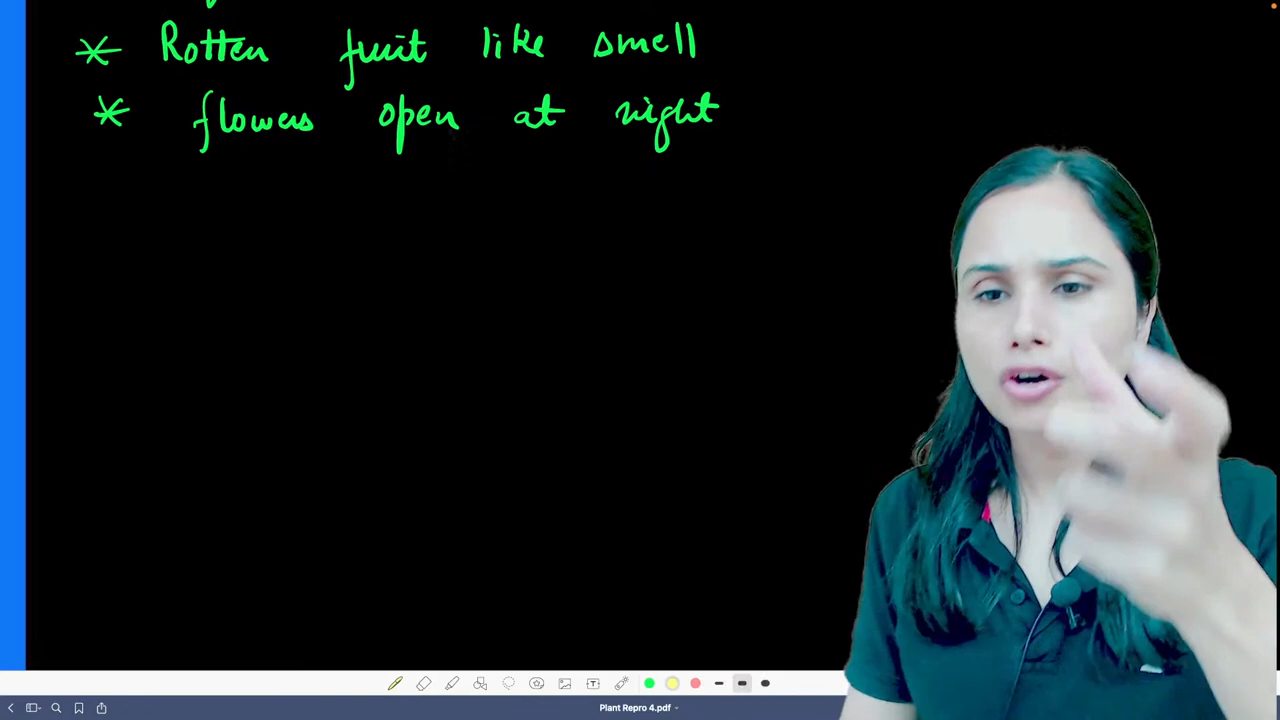 * Rotten fruit like smell
* flowers open at night
Plant Repro 4.pdf